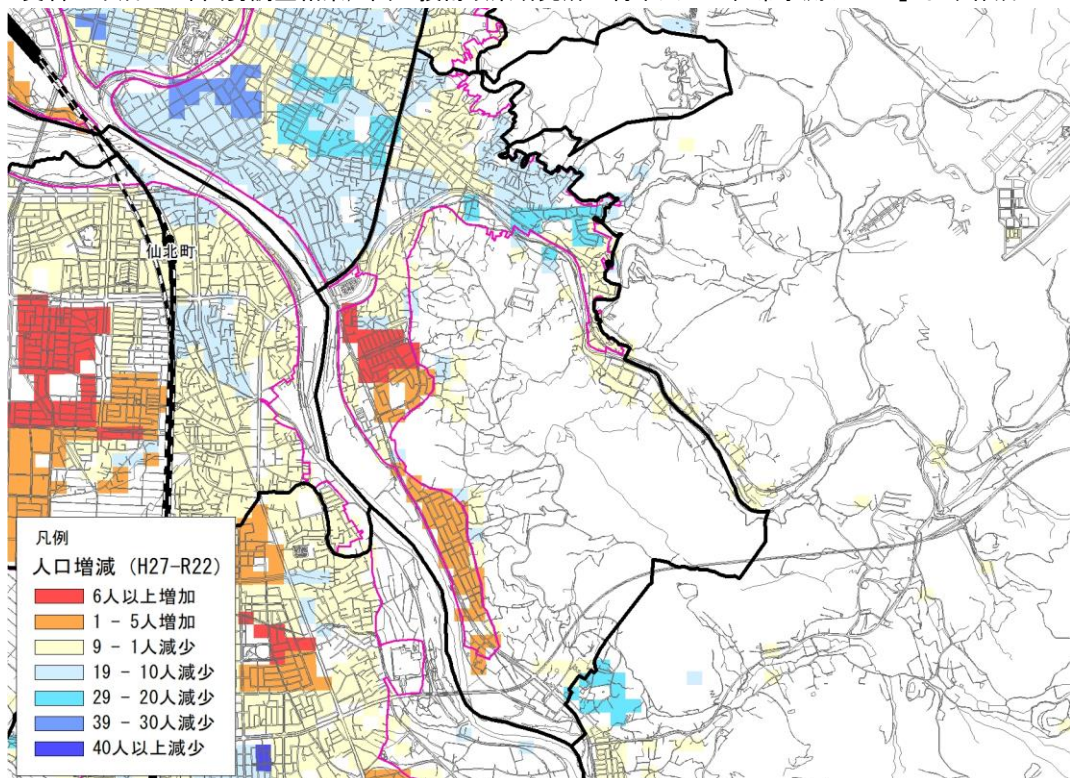 仙北町
凡例
人口増減 (H27-R22)
6人以上増加
1 - 5人増加
9 - 1人減少
19 - 10人減少
29 - 20人減少
39 - 30人減少
40人以上減少